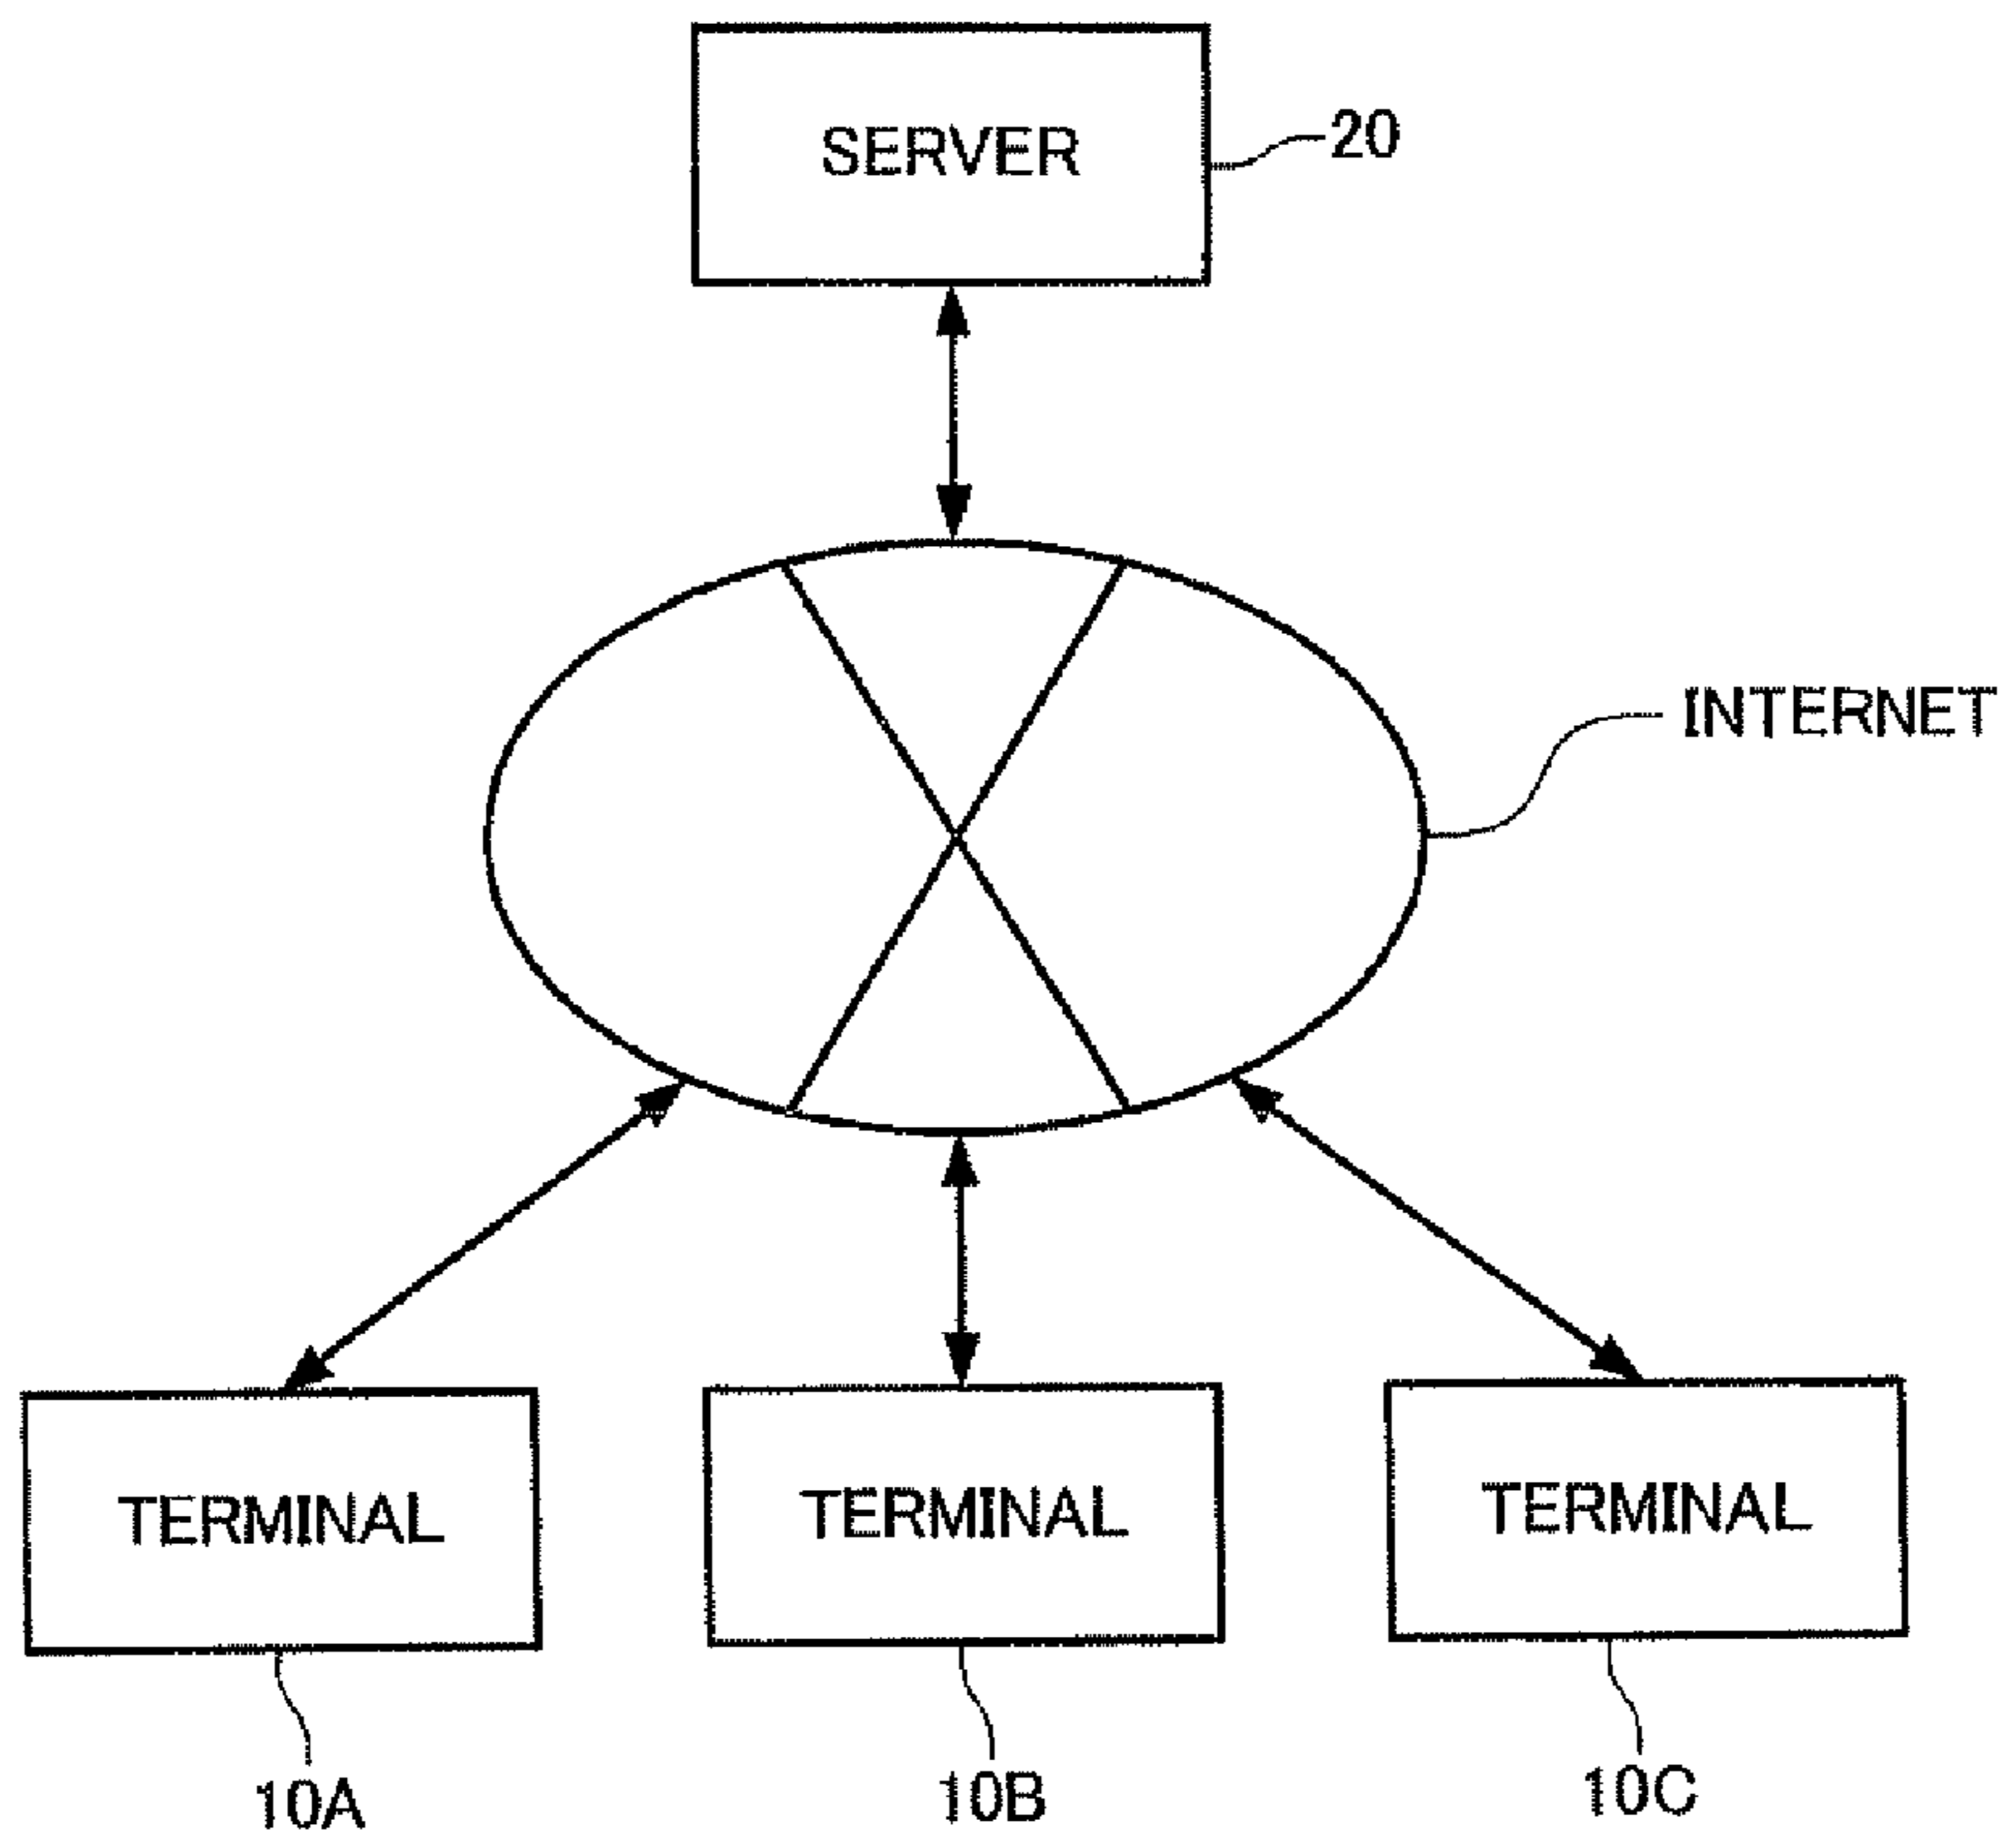 SERVER
20
INTERNET
TERMINAL
TERMINAL
TERMINAL
10A
10B
10C